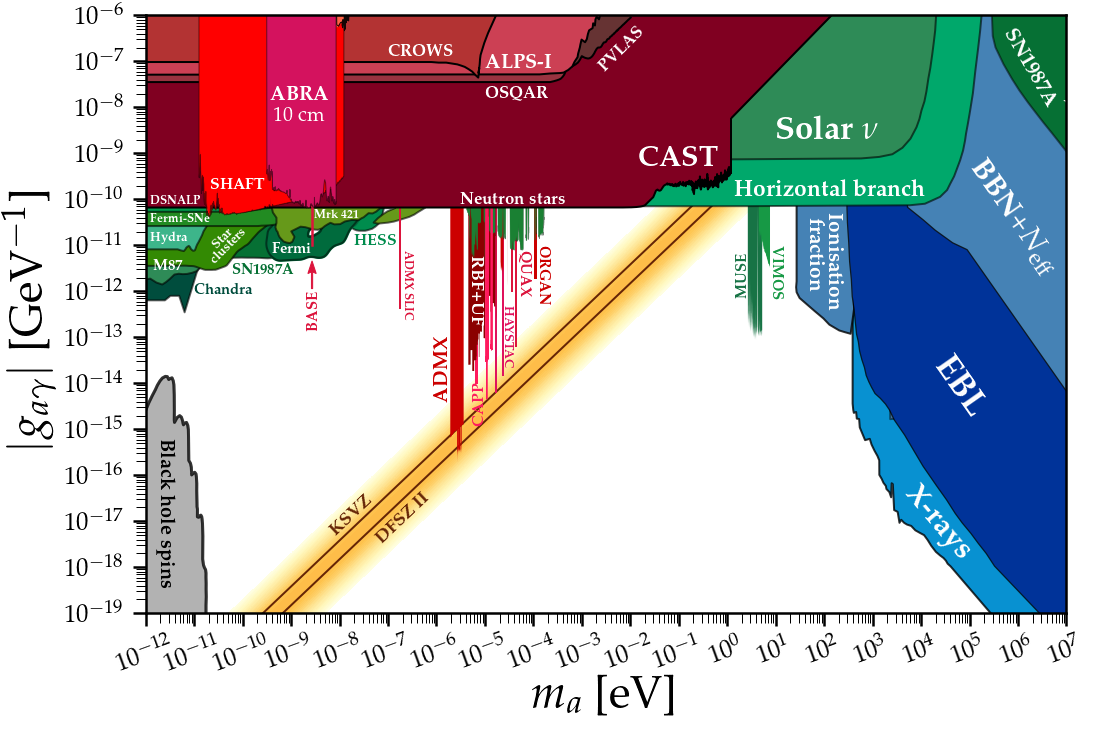 |g_{aγ}| [GeV^{−1}]
10^{−6}
10^{−7}
10^{−8}
10^{−9}
10^{−10}
10^{−11}
10^{−12}
10^{−13}
10^{−14}
10^{−15}
10^{−16}
10^{−17}
10^{−18}
10^{−19}
CROWS
ALPS-I
PVLAS
OSQAR
ABRA
10 cm
SHAFT
CAST
Solar ν
Horizontal branch
SN1987A
BBN+N_{eff}
DSNALP
Fermi-SNe
Hydra
M87
Star
clusters
Chandra
SN1987A
Fermi
Mrk 421
HESS
BASE
ADMX SLIC
Neutron stars
ADMX
RBF+UF
CAPP
HAYSTAC
QUAX
ORGAN
MUSE
VIMOS
Ionisation
fraction
EBL
X-rays
Black hole
spins
KSVZ
DFSZ II
10^{−12}
10^{−11}
10^{−10}
10^{−9}
10^{−8}
10^{−7}
10^{−6}
10^{−5}
10^{−4}
10^{−3}
10^{−2}
10^{−1}
10^{0}
10^{1}
10^{2}
10^{3}
10^{4}
10^{5}
10^{6}
10^{7}
m_a [eV]